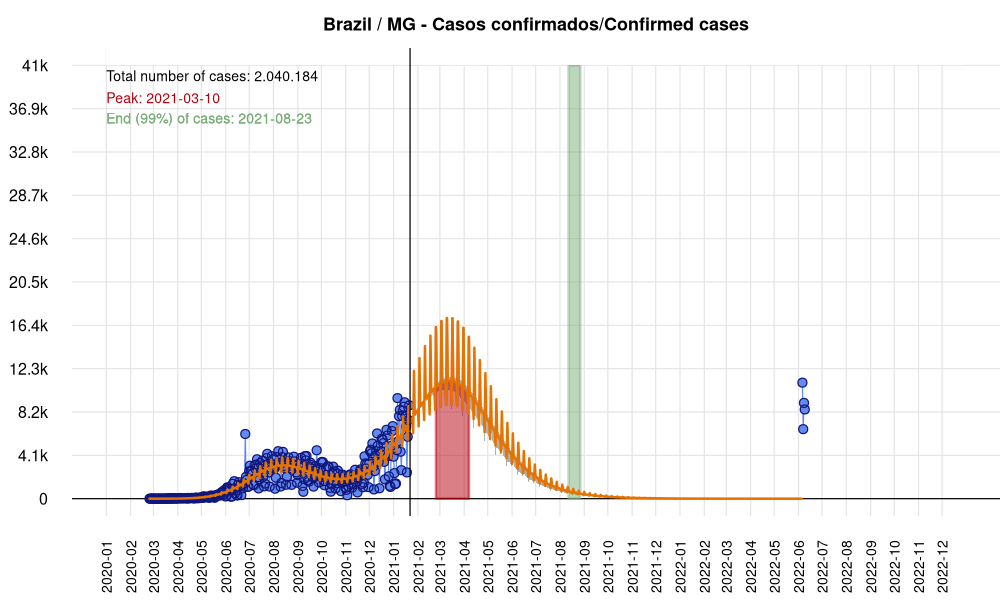 Brazil / MG - Casos confirmados/Confirmed cases
Total number of cases: 2.040.184
Peak: 2021-03-10
End (99%) of cases: 2021-08-23
41k
36.9k
32.8k
28.7k
24.6k
20.5k
16.4k
12.3k
8.2k
4.1k
0
2020-01
2020-02
2020-03
2020-04
2020-05
2020-06
2020-07
2020-08
2020-09
2020-10
2020-11
2020-12
2021-01
2021-02
2021-03
2021-04
2021-05
2021-06
2021-07
2021-08
2021-09
2021-10
2021-11
2021-12
2022-01
2022-02
2022-03
2022-04
2022-05
2022-06
2022-07
2022-08
2022-09
2022-10
2022-11
2022-12